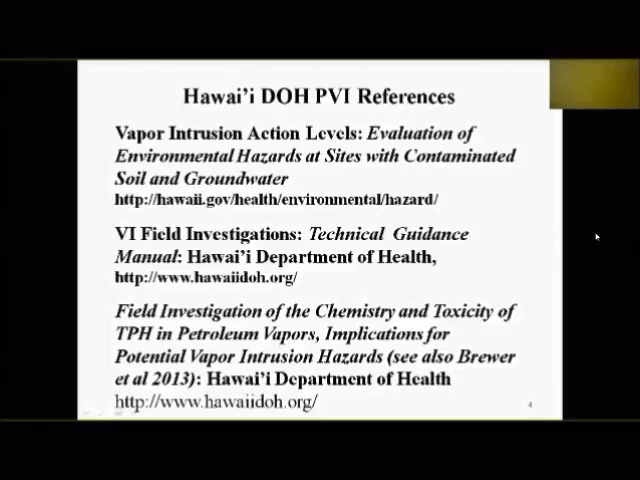 Hawai’i DOH PVI References
Vapor Intrusion Action Levels: Evaluation of
Environmental Hazards at Sites with Contaminated
Soil and Groundwater
http://hawaii.gov/health/environmental/hazard/
VI Field Investigations: Technical Guidance
Manual: Hawai’i Department of Health,
http://www.hawaiidoh.org/
Field Investigation of the Chemistry and Toxicity of
TPH in Petroleum Vapors, Implications for
Potential Vapor Intrusion Hazards (see also Brewer
et al 2013): Hawai’i Department of Health
http://www.hawaiidoh.org/
4